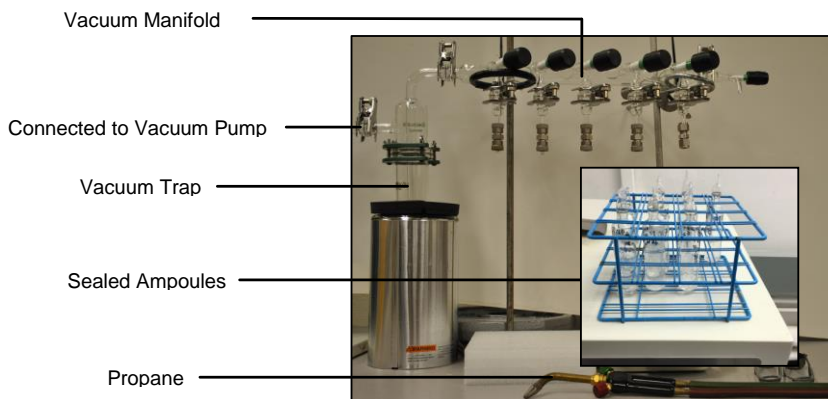 Vacuum Manifold
Connected to Vacuum Pump
Vacuum Trap
Sealed Ampoules
Propane